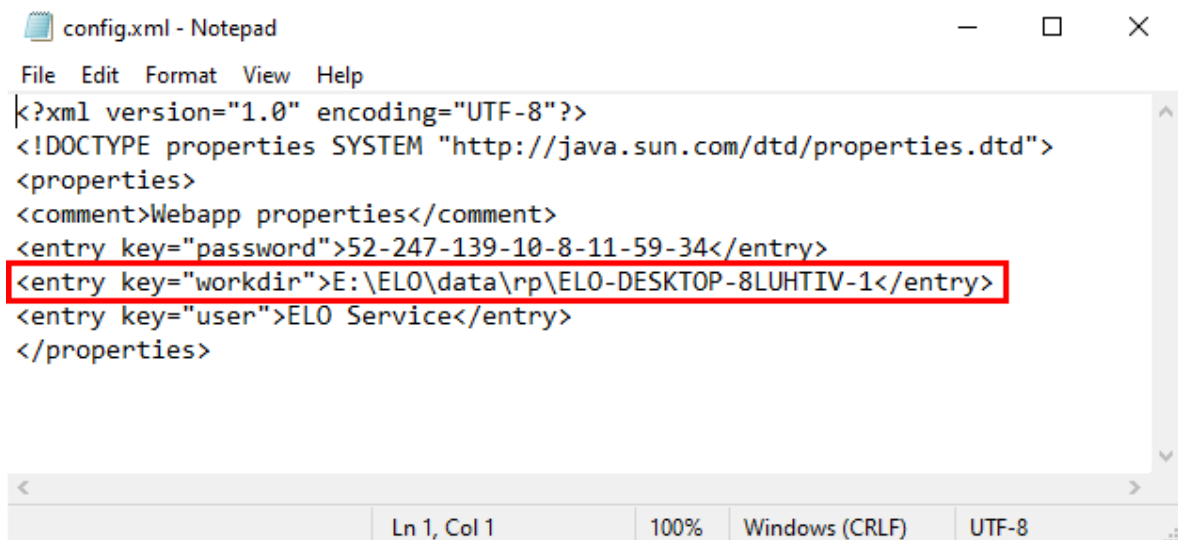 config.xml - Notepad
File Edit Format View Help
<?xml version="1.0" encoding="UTF-8"?>
<!DOCTYPE properties SYSTEM "http://java.sun.com/dtd/properties.dtd">
<properties>
<comment>Webapp properties</comment>
<entry key="password">52-247-139-10-8-11-59-34</entry>
<entry key="workdir">E:\ELO\data\rp\ELO-DESKTOP-8LUHTIV-1</entry>
<entry key="user">ELO Service</entry>
</properties>
Ln 1, Col 1 100% Windows (CRLF) UTF-8